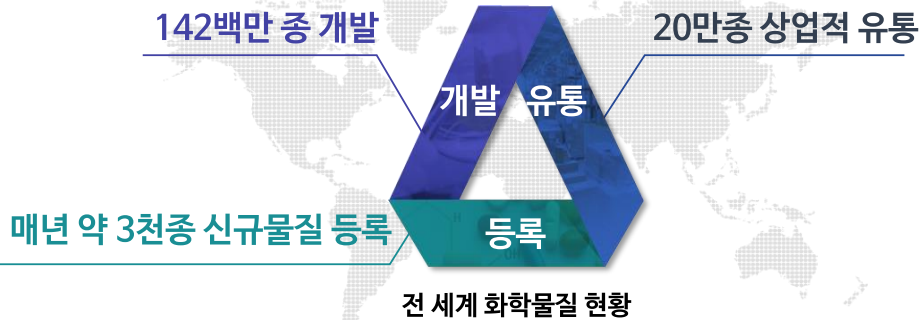 142백만 종 개발
20만종 상업적 유통
개발
유통
매년 약 3천종 신규물질 등록
등록
전 세계 화학물질 현황